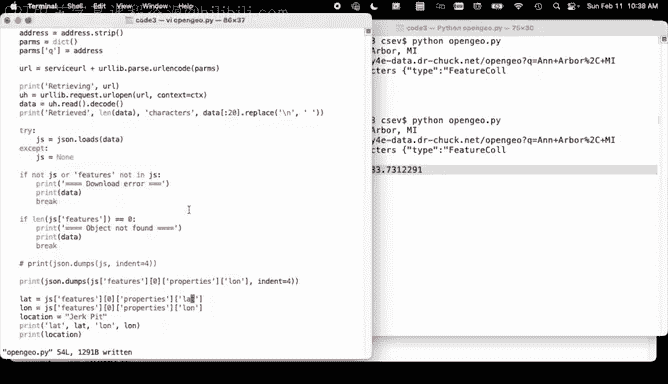 Terminal Shell Edit View Window Help
Sun Feb 11 10:38 AM
code3 — vi opengeo.py — 80×37
address = address.strip()
parms = dict()
parms['q'] = address
url = serviceurl + urllib.parse.urlencode(parms)
print('Retrieving', url)
uh = urllib.request.urlopen(url, context=ctx)
data = uh.read().decode()
print('Retrieved', len(data), 'characters', data[:20].replace('\n', ' '))
try:
js = json.loads(data)
except:
js = None
if not js or 'features' not in js:
print('==== Download error ===')
print(data)
break
if len(js['features']) == 0:
print('==== Object not found ====')
print(data)
break
# print(json.dumps(js, indent=4))
print(json.dumps(js['features'][0]['properties']['lon'], indent=4))
lat = js['features'][0]['properties']['lat']
lon = js['features'][0]['properties']['lon']
location = "Jerk Pit"
print('lat', lat, 'lon', lon)
print(location)
"opengeo.py" 54L, 1291B written
code3 — Python opengeo.py — 75×30
3 csev$ python opengeo.py
Arbor, MI
y4e-data.dr-chuck.net/opengeo?q=Ann+Arbor%2C+MI
cters {"type":"FeatureColl
3 csev$ python opengeo.py
Arbor, MI
y4e-data.dr-chuck.net/opengeo?q=Ann+Arbor%2C+MI
cters {"type":"FeatureColl
83.7312291